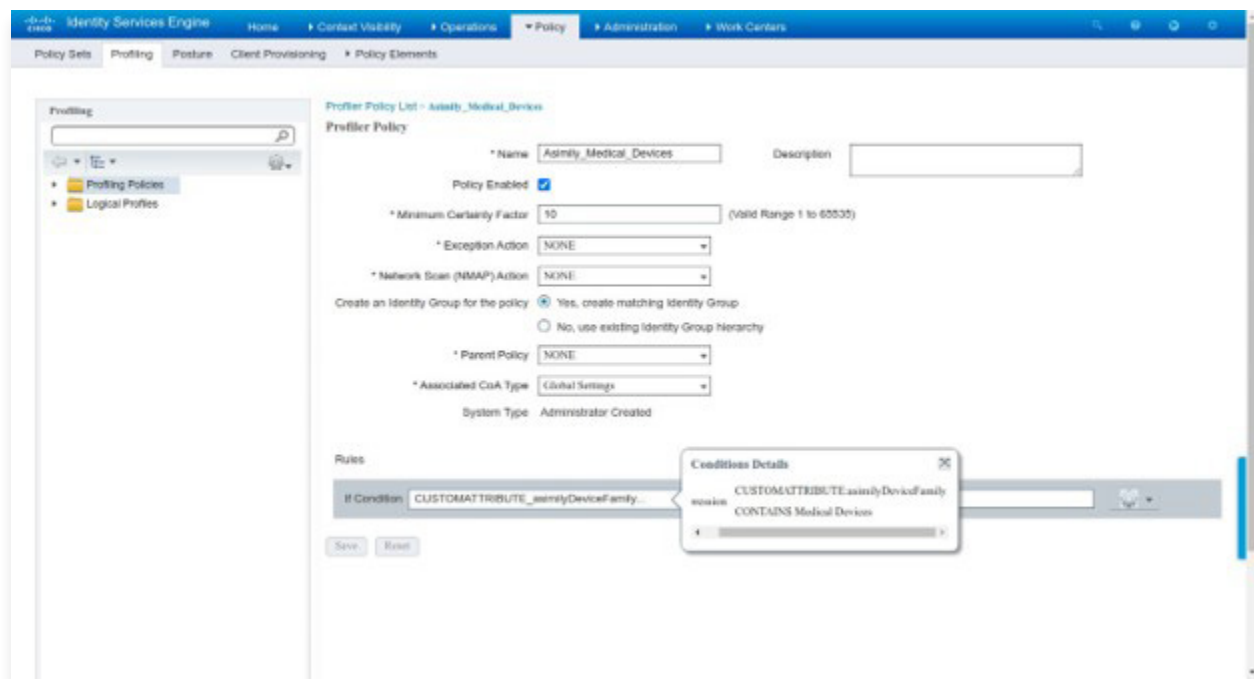 CISCO Identity Services Engine Home Context Visibility Operations Policy Administration Work Centers
Policy Sets Profiling Posture Client Provisioning Policy Elements
Profiling
Profiling Policies
Logical Profiles
Profiler Policy List > Asimily_Medical_Devices
Profiler Policy
* Name Asimily_Medical_Devices Description
Policy Enabled
* Minimum Certainty Factor 10 (Valid Range 1 to 65535)
* Exception Action NONE
* Network Scan (NMAP) Action NONE
Create an Identity Group for the policy Yes, create matching Identity Group
No, use existing Identity Group hierarchy
* Parent Policy NONE
* Associated CoA Type Global Settings
System Type Administrator Created
Rules
If Condition CUSTOMATTRIBUTE_asimilyDeviceFamily...
Conditions Details
CUSTOMATTRIBUTE:asimilyDeviceFamily
CONTAINS Medical Devices
Save Reset